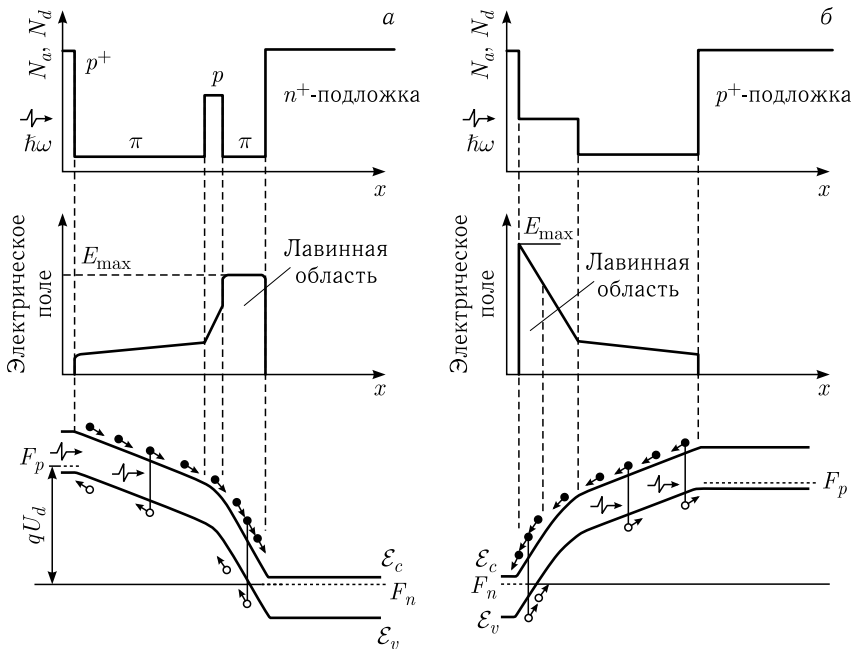 а
N_a, N_d
p⁺
p
n⁺-подложка
ħω
π
π
x
Электрическое поле
E_max
Лавинная
область
x
F_p
qU_d
ℰ_c
F_n
ℰ_v
б
N_a, N_d
p⁺-подложка
ħω
x
Электрическое поле
E_max
Лавинная
область
x
F_p
ℰ_c
F_n
ℰ_v